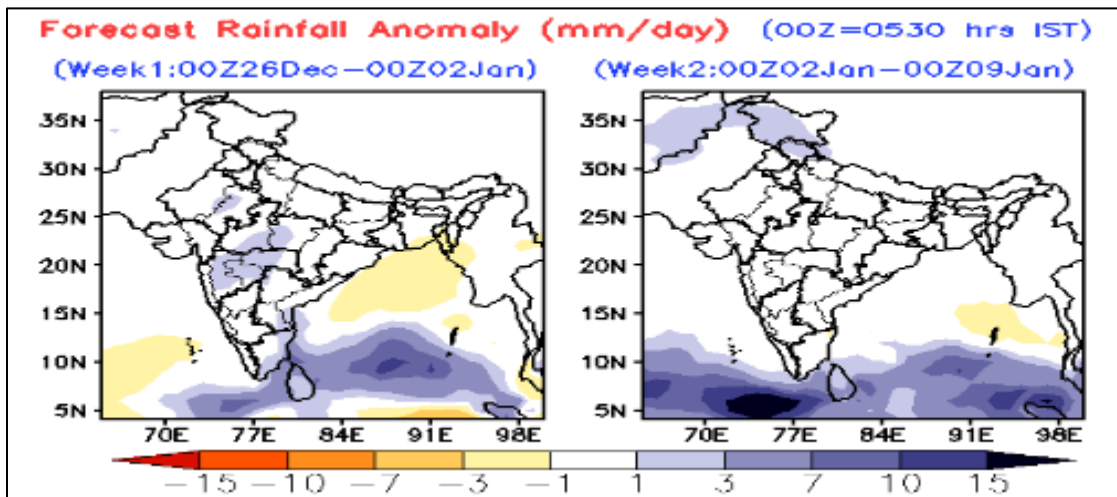 Forecast Rainfall Anomaly (mm/day) (00Z=0530 hrs IST)
(Week1:00Z26Dec–00Z02Jan) (Week2:00Z02Jan–00Z09Jan)
35N 35N
30N 30N
25N 25N
20N 20N
15N 15N
10N 10N
5N 5N
70E 77E 84E 91E 98E 70E 77E 84E 91E 98E
−15 −10 −7 −3 −1 1 3 7 10 15